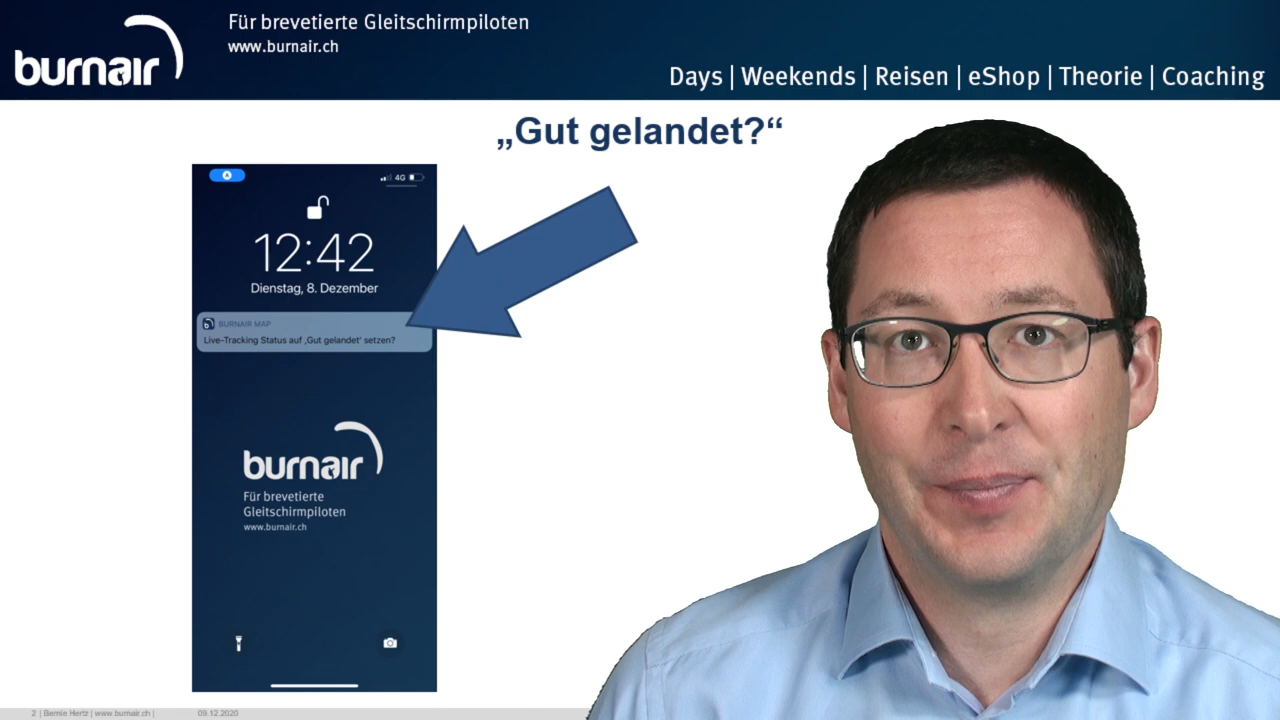 burnair
Für brevetierte Gleitschirmpiloten
www.burnair.ch
Days | Weekends | Reisen | eShop | Theorie | Coaching
„Gut gelandet?“
4G
12:42
Dienstag, 8. Dezember
BURNAIR MAP
Live-Tracking Status auf ‚Gut gelandet‘ setzen?
burnair
Für brevetierte
Gleitschirmpiloten
www.burnair.ch
2 | Bernie Hertz | www.burnair.ch | 09.12.2020